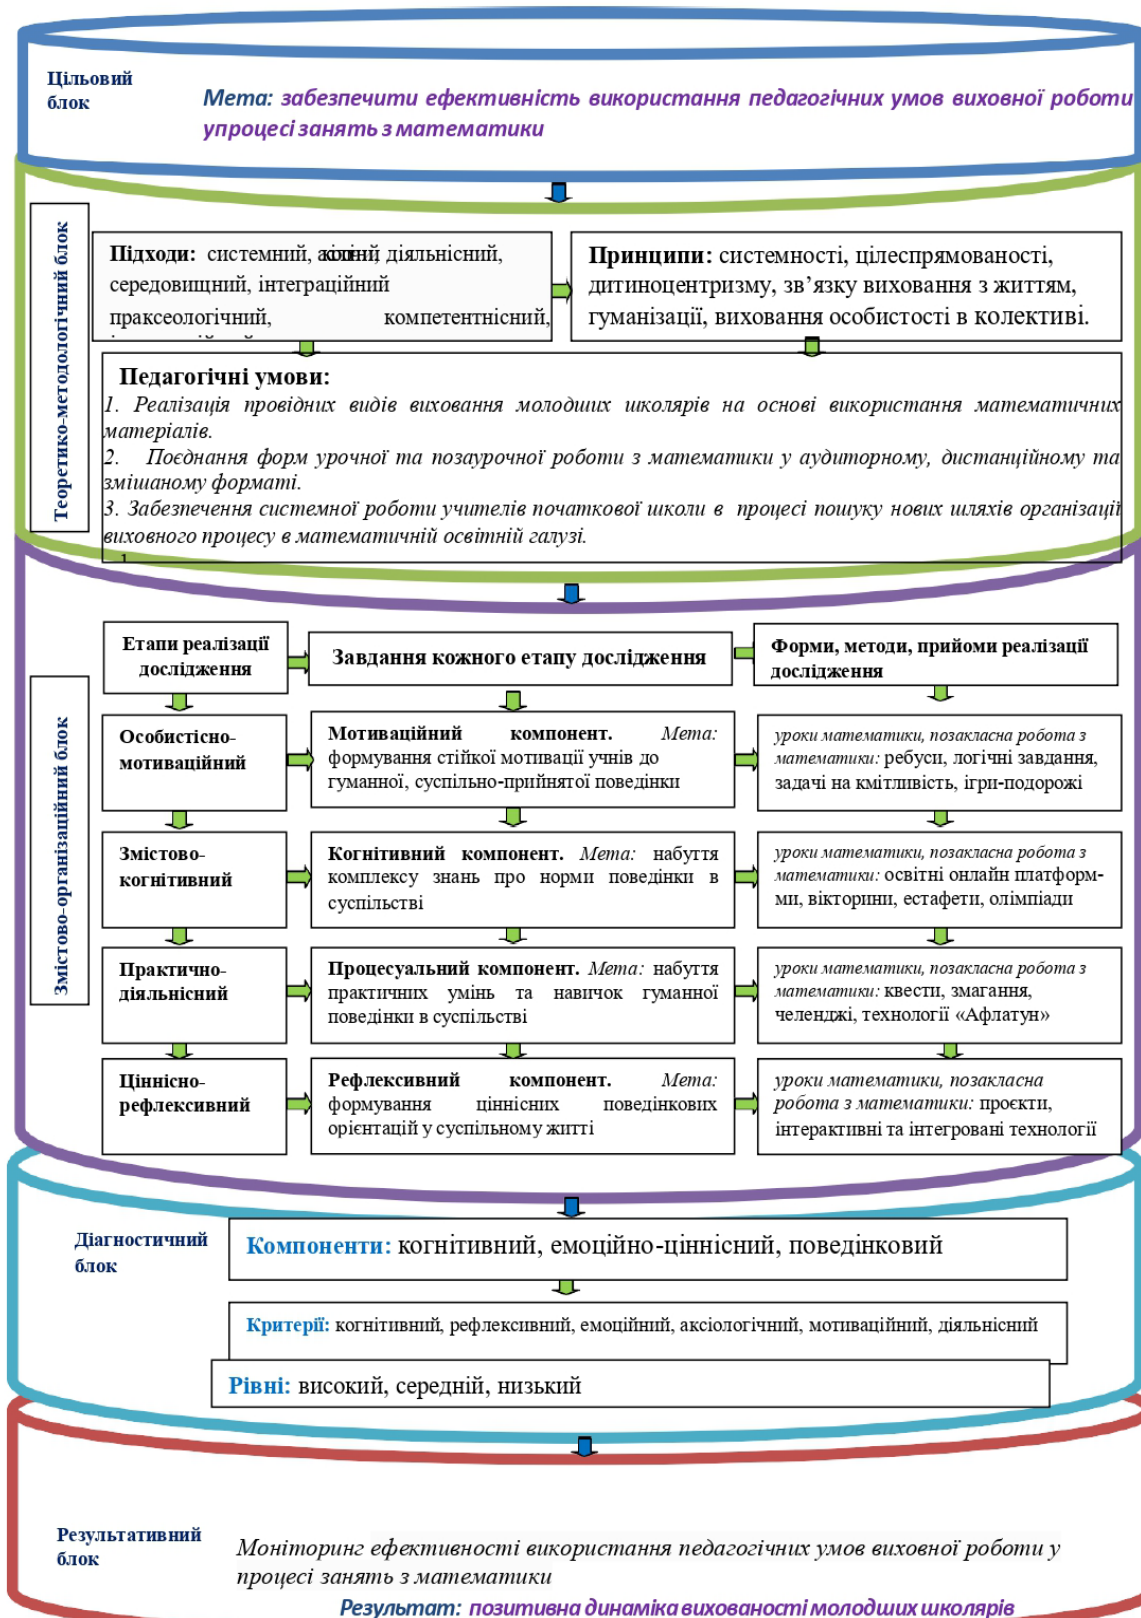 Цільовий
блок
Мета: забезпечити ефективність використання педагогічних умов виховної роботи
упроцесі занять з математики
Теоретико-методологічний блок
Підходи: системний, діяльнісний,
середовищний, інтеграційний
праксеологічний, компетентнісний,
Принципи: системності, цілеспрямованості,
дитиноцентризму, зв’язку виховання з життям,
гуманізації, виховання особистості в колективі.
Педагогічні умови:
1. Реалізація провідних видів виховання молодших школярів на основі використання математичних
матеріалів.
2. Поєднання форм урочної та позаурочної роботи з математики у аудиторному, дистанційному та
змішаному форматі.
3. Забезпечення системної роботи учителів початкової школи в процесі пошуку нових шляхів організації
виховного процесу в математичній освітній галузі.
Змістово-організаційний блок
Етапи реалізації
дослідження
Завдання кожного етапу дослідження
Форми, методи, прийоми реалізації
дослідження
Особистісно-
мотиваційний
Мотиваційний компонент. Мета:
формування стійкої мотивації учнів до
гуманної, суспільно-прийнятої поведінки
уроки математики, позакласна робота з
математики: ребуси, логічні завдання,
задачі на кмітливість, ігри-подорожі
Змістово-
когнітивний
Когнітивний компонент. Мета: набуття
комплексу знань про норми поведінки в
суспільстві
уроки математики, позакласна робота з
математики: освітні онлайн платформ-
ми, вікторини, естафети, олімпіади
Практично-
діяльнісний
Процесуальний компонент. Мета: набуття
практичних умінь та навичок гуманної
поведінки в суспільстві
уроки математики, позакласна робота з
математики: квести, змагання,
челенджі, технології «Афлатун»
Ціннісно-
рефлексивний
Рефлексивний компонент. Мета:
формування ціннісних поведінкових
орієнтацій у суспільному житті
уроки математики, позакласна
робота з математики: проєкти,
інтерактивні та інтегровані технології
Діагностичний
блок
Компоненти: когнітивний, емоційно-ціннісний, поведінковий
Критерії: когнітивний, рефлексивний, емоційний, аксіологічний, мотиваційний, діяльнісний
Рівні: високий, середній, низький
Результативний
блок
Моніторинг ефективності використання педагогічних умов виховної роботи у
процесі занять з математики
Результат: позитивна динаміка вихованості молодших школярів